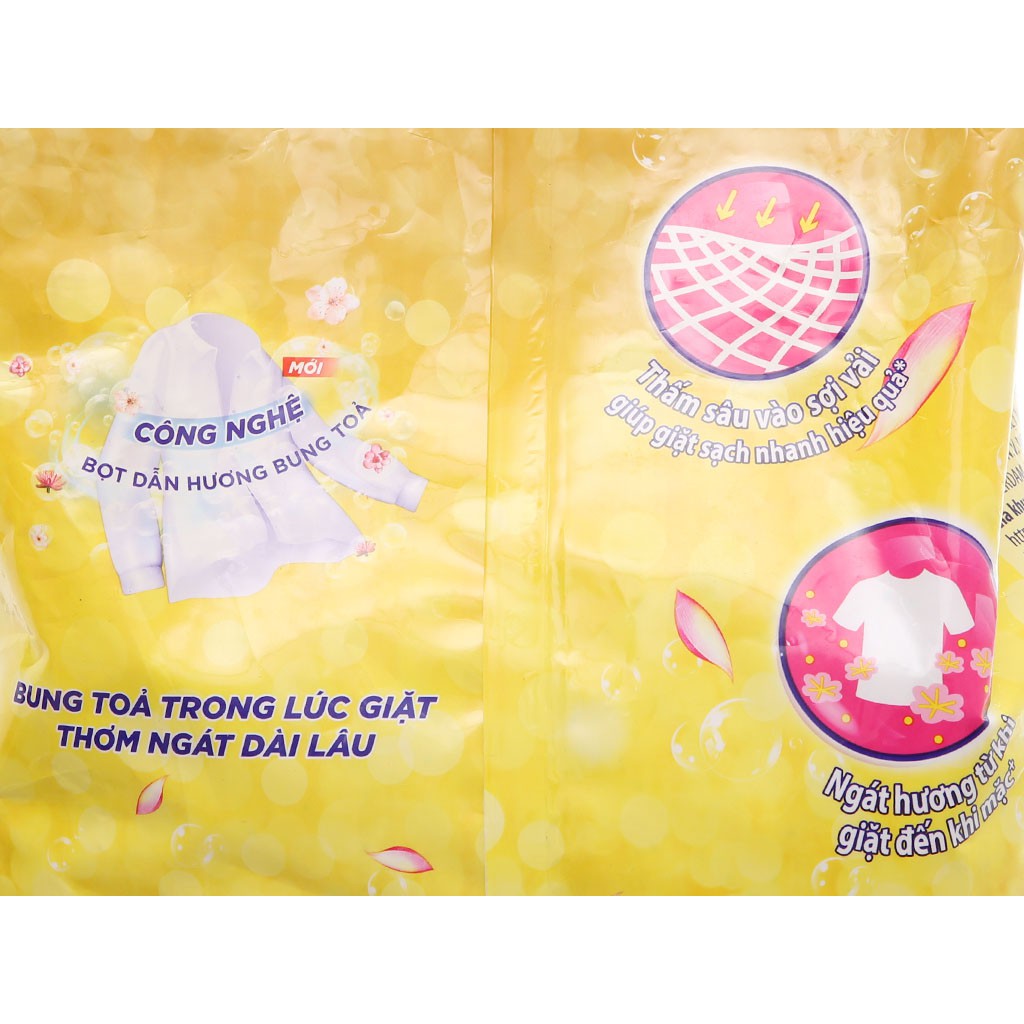 MỚI
CÔNG NGHỆ
BỌT DẪN HƯƠNG BUNG TOẢ
BUNG TOẢ TRONG LÚC GIẶT
THƠM NGÁT DÀI LÂU
Thấm sâu vào sợi vải
giúp giặt sạch nhanh hiệu quả*
Ngát hương từ khi
giặt đến khi mặc+